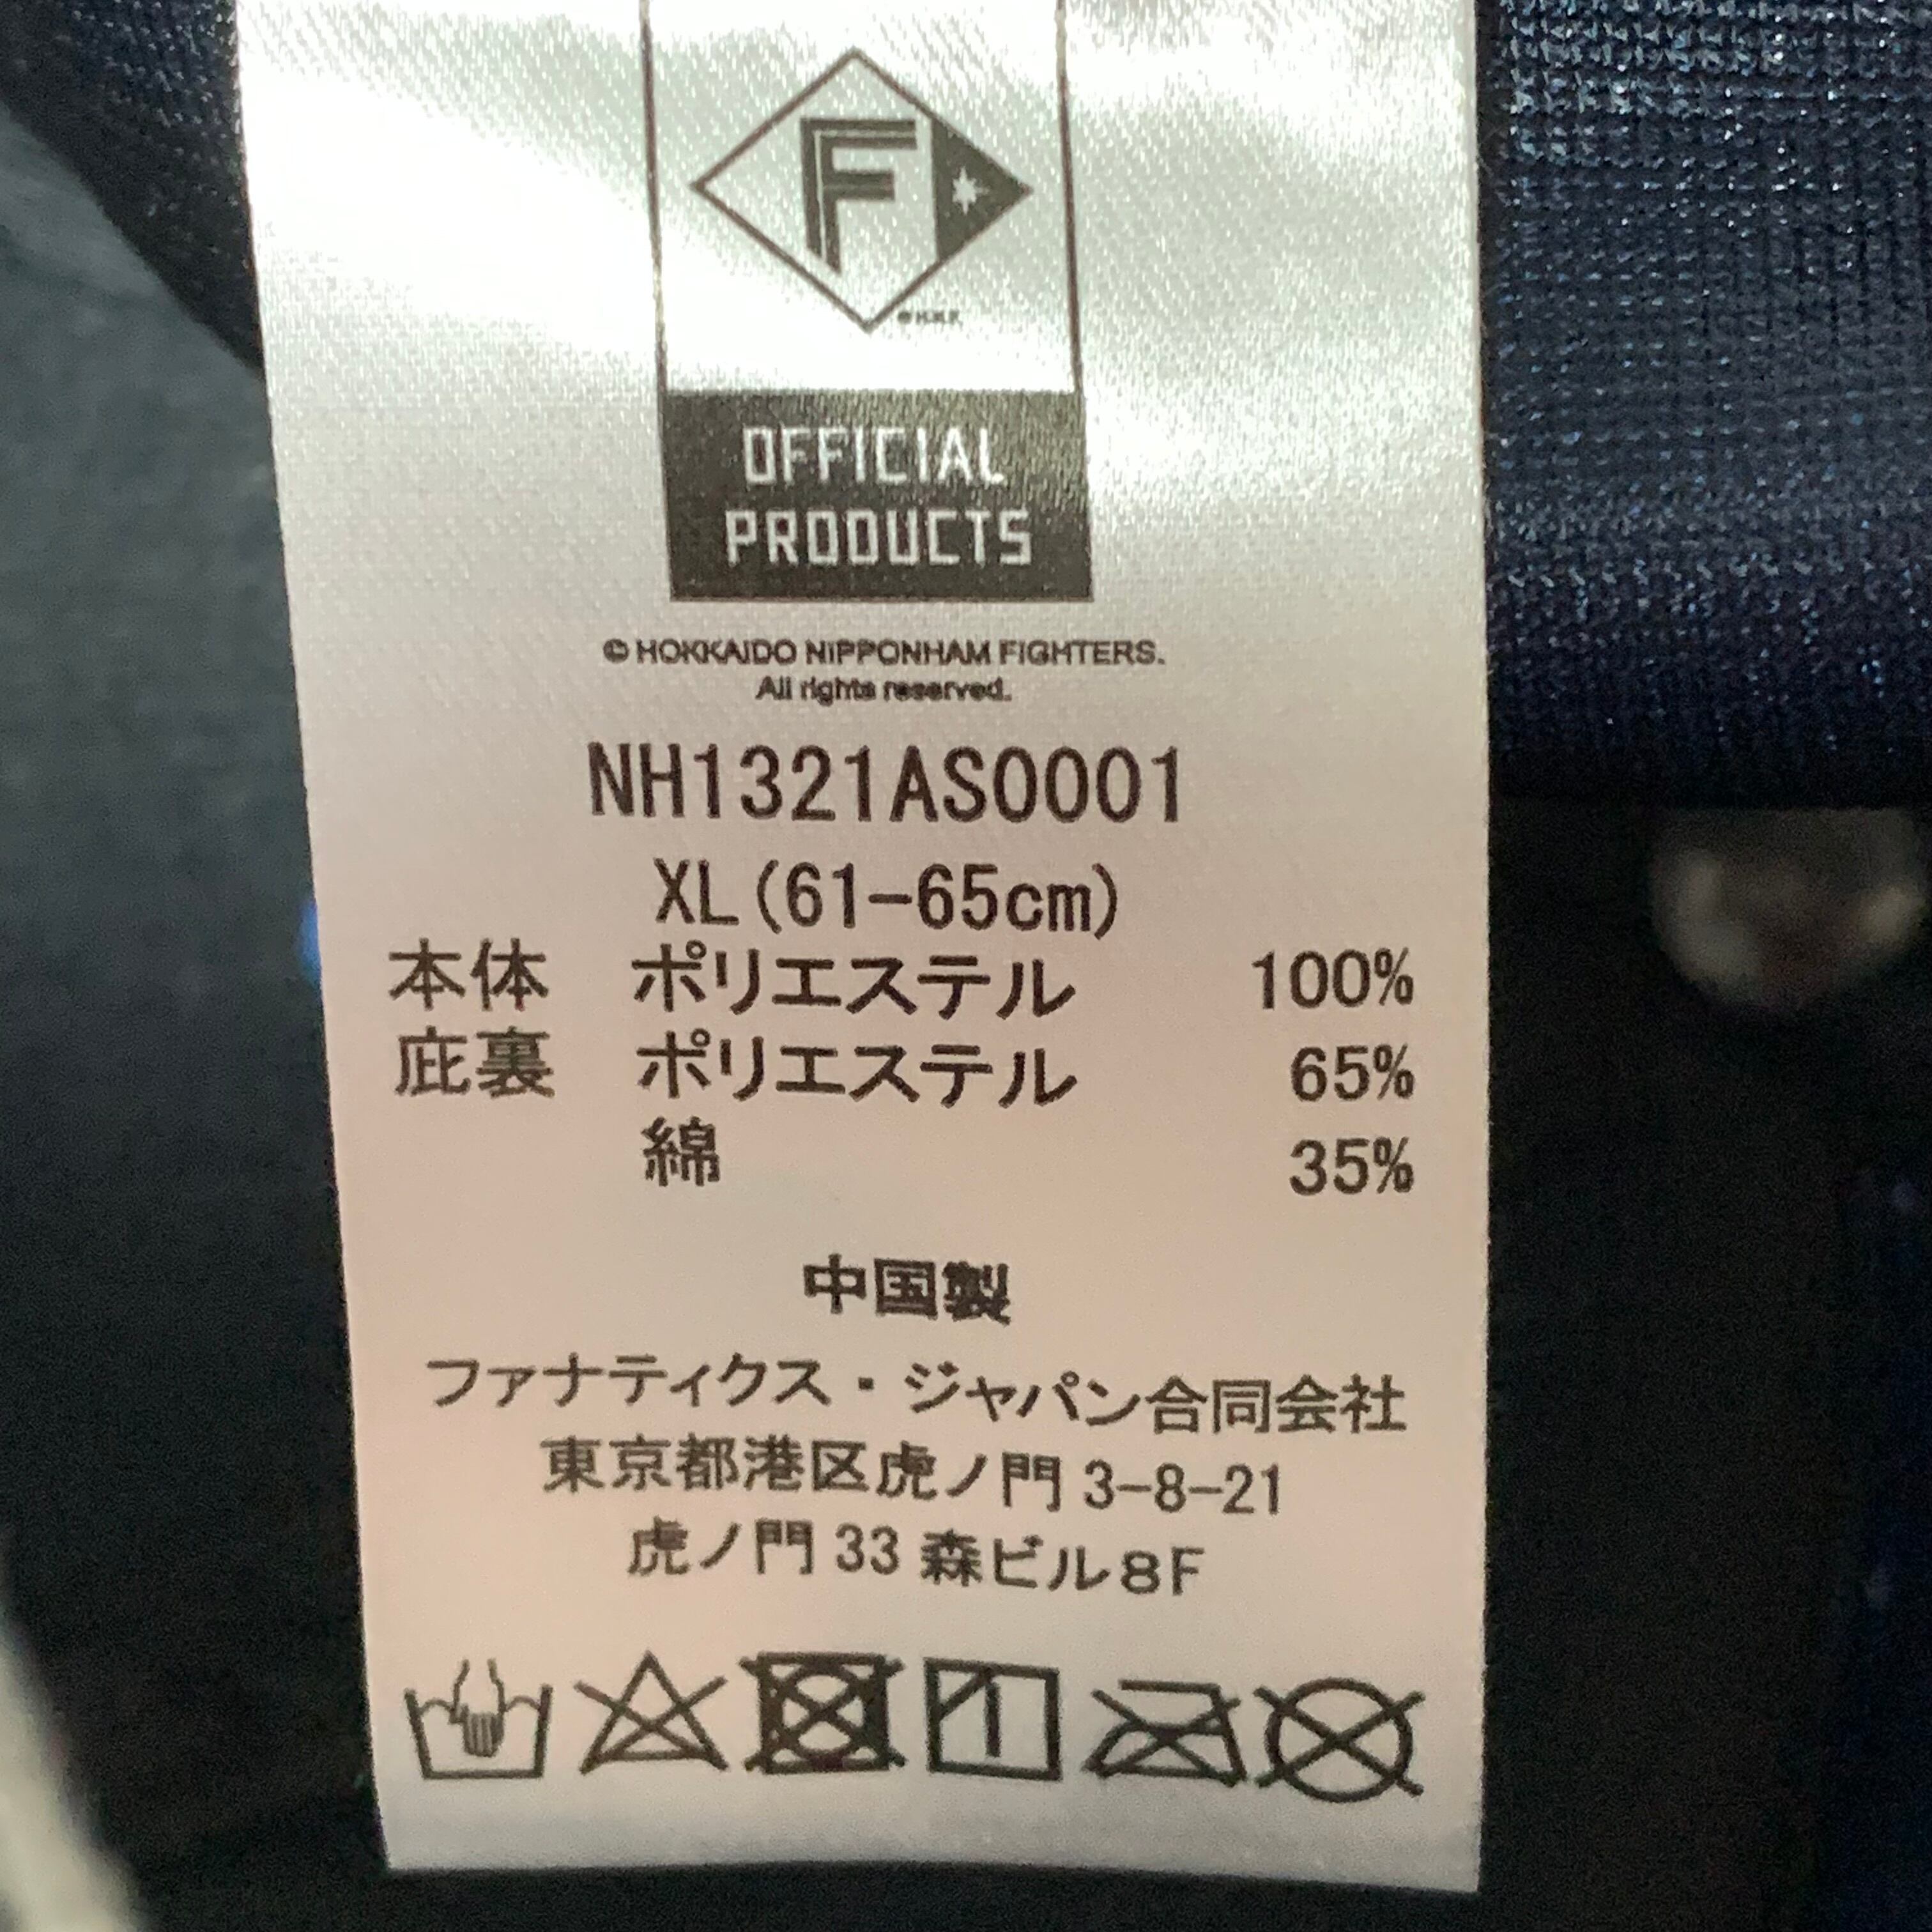 F
OFFICIAL
PRODUCTS
© HOKKAIDO NIPPONHAM FIGHTERS.
All rights reserved.
NH1321AS0001
XL(61-65cm)
本体 ポリエステル 100%
庇裏 ポリエステル 65%
綿 35%
中国製
ファナティクス・ジャパン合同会社
東京都港区虎ノ門 3-8-21
虎ノ門 33 森ビル8F